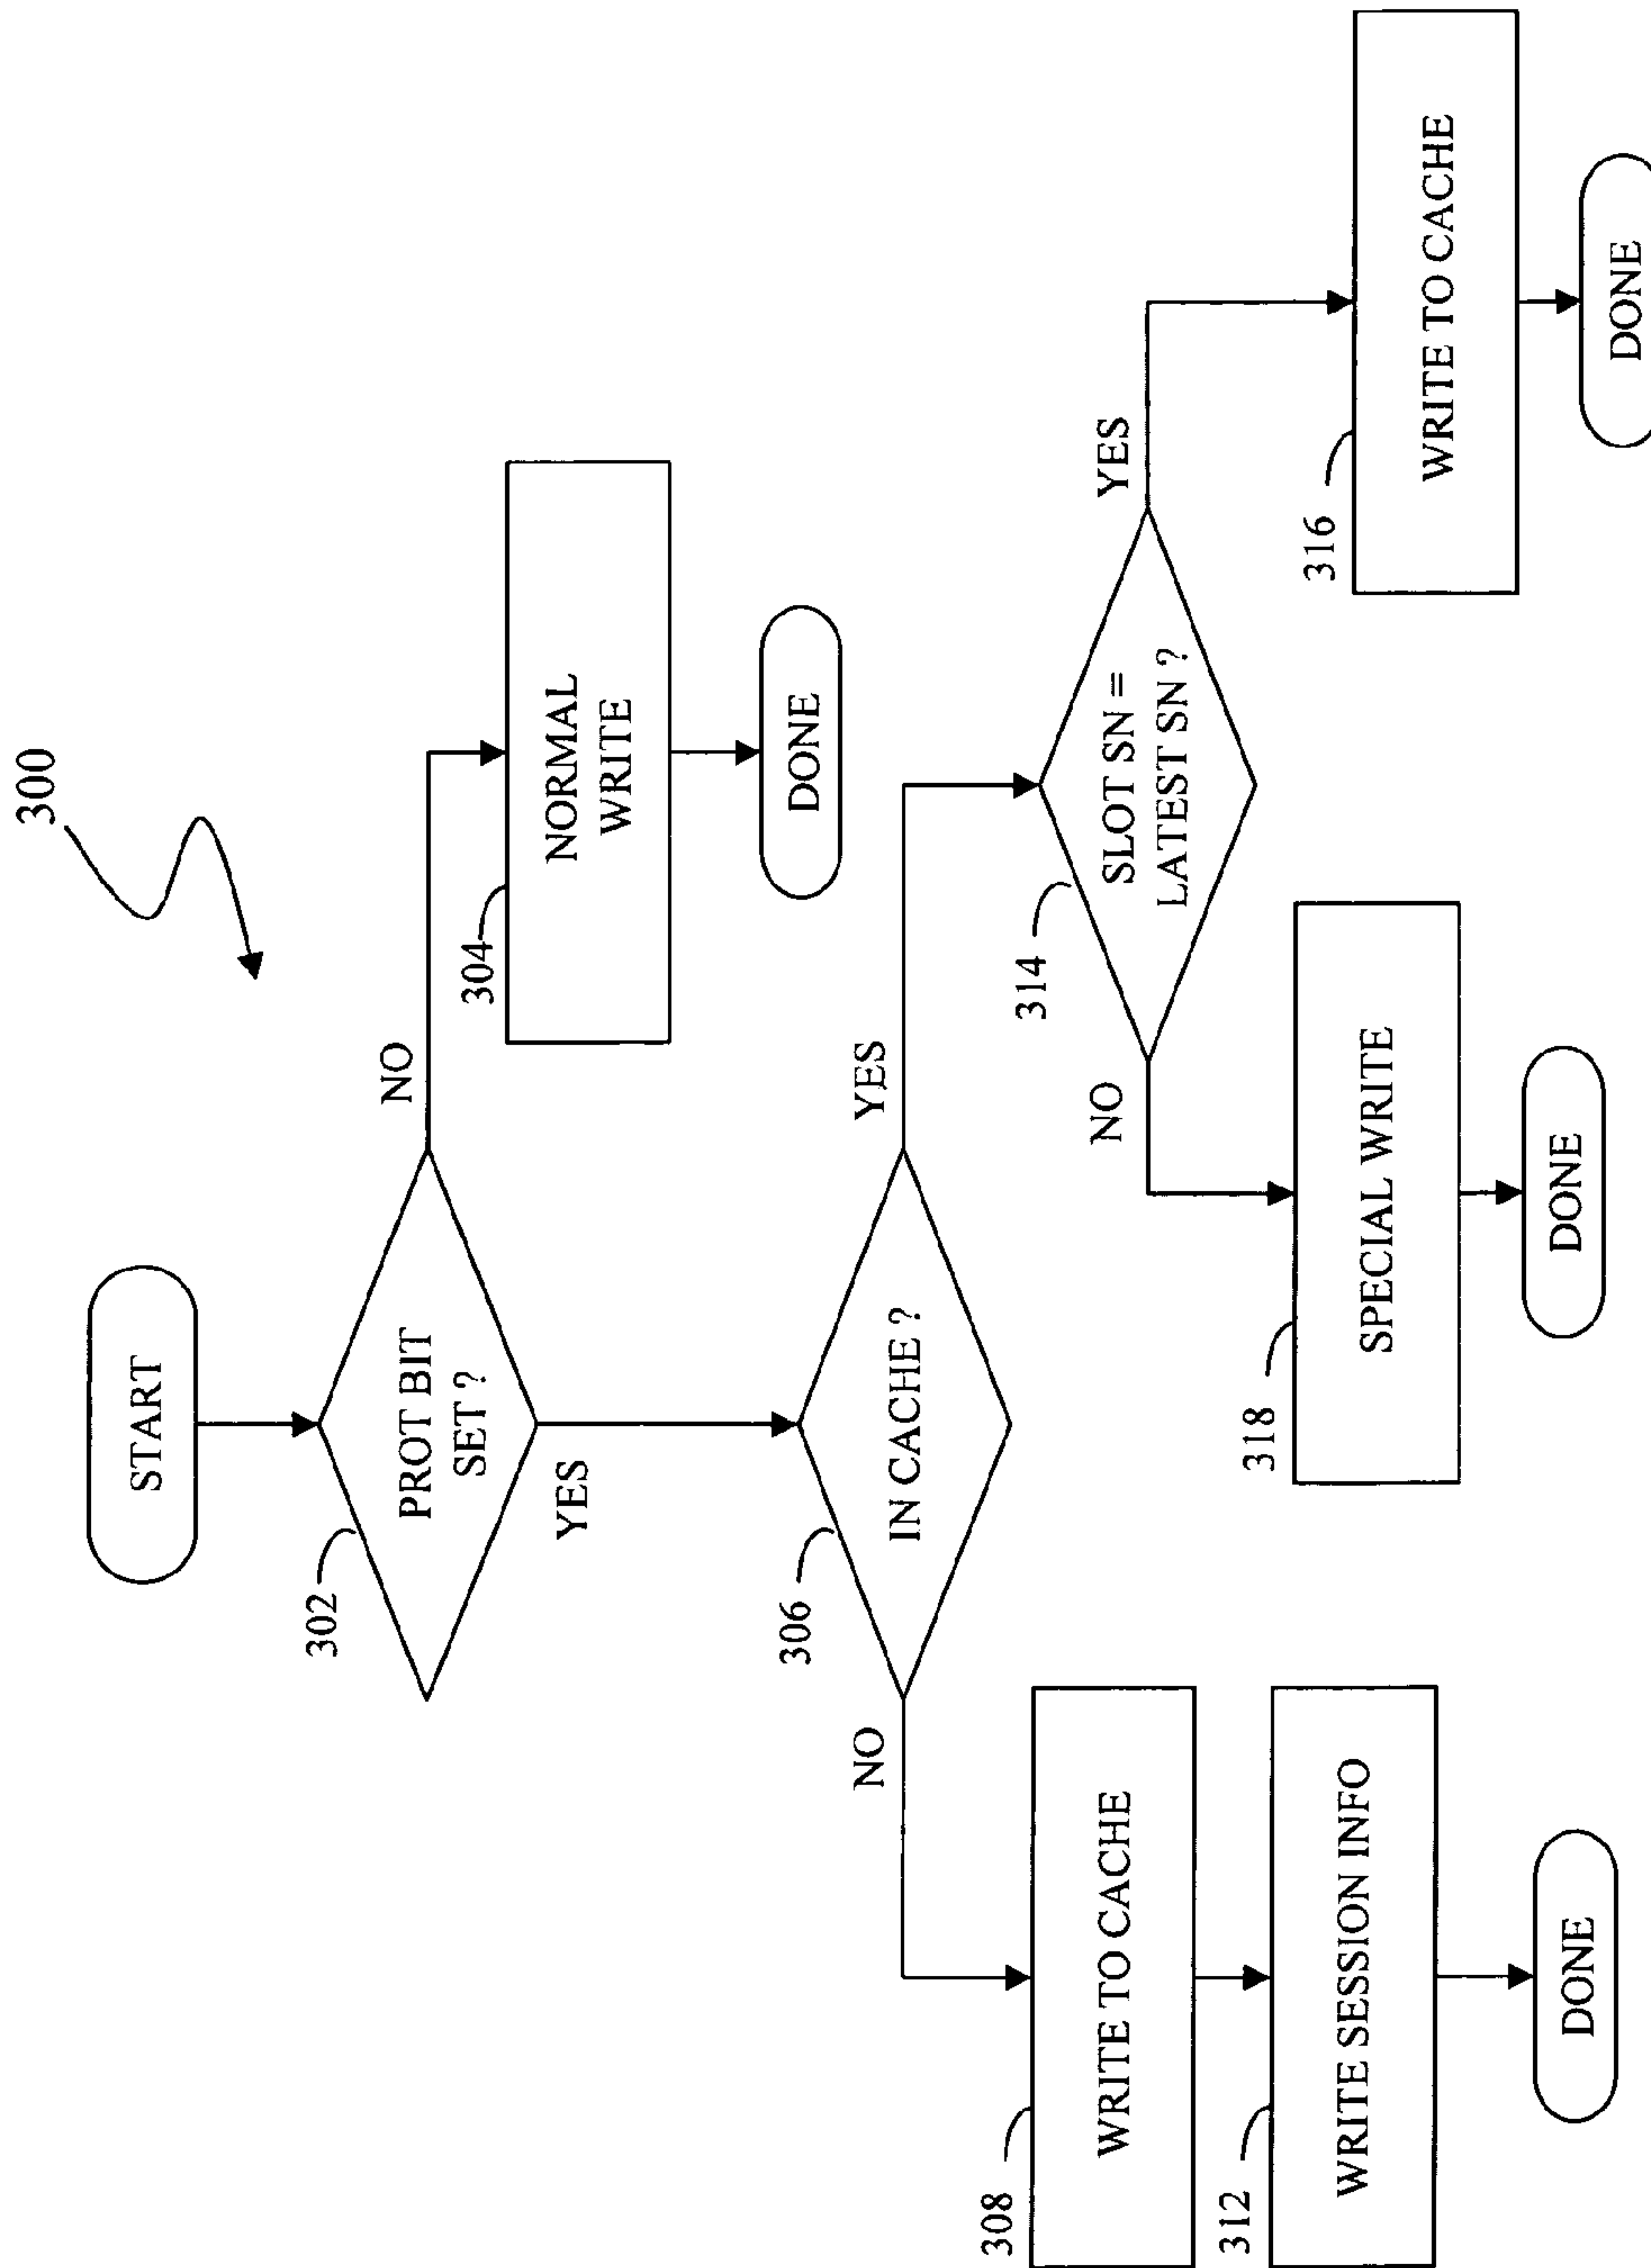 300
START
302
PROT BIT
SET ?
NO
YES
304
NORMAL
WRITE
DONE
306
IN CACHE ?
NO
YES
308
WRITE TO CACHE
312
WRITE SESSION INFO
DONE
314
SLOT SN =
LATEST SN ?
NO
YES
318
SPECIAL WRITE
DONE
316
WRITE TO CACHE
DONE